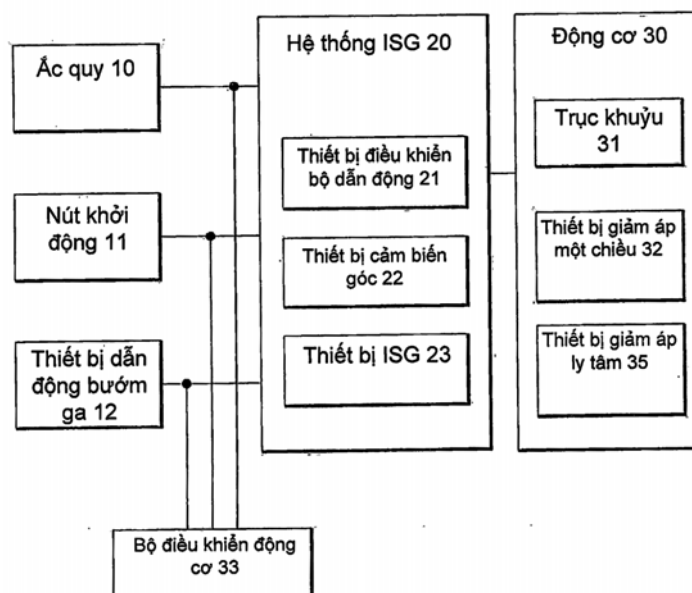 Ắc quy 10
Nút khởi
động 11
Thiết bị dẫn
động bướm
ga 12
Hệ thống ISG 20
Thiết bị điều khiển
bộ dẫn động 21
Thiết bị cảm biến
góc 22
Thiết bị ISG 23
Động cơ 30
Trục khuỷu
31
Thiết bị giảm áp
một chiều 32
Thiết bị giảm áp
ly tâm 35
Bộ điều khiển động
cơ 33